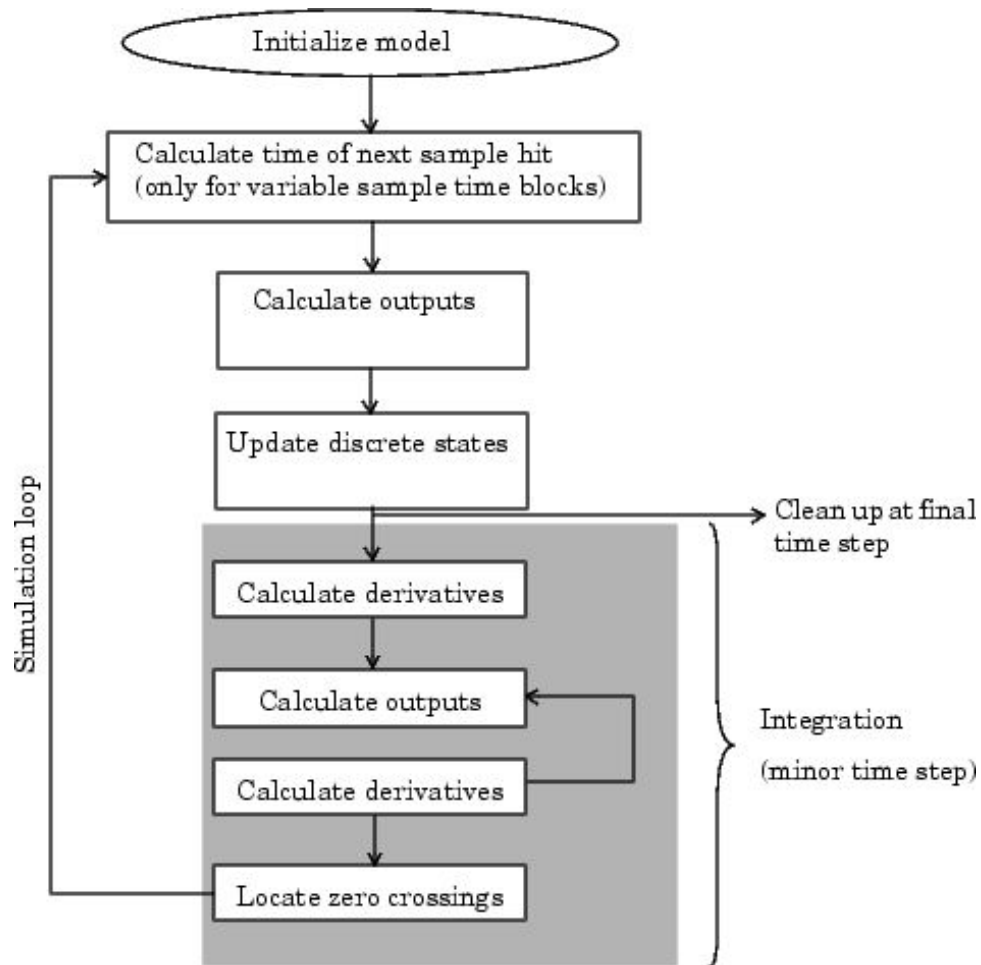 Initialize model
Calculate time of next sample hit
(only for variable sample time blocks)
Calculate outputs
Update discrete states
Clean up at final
time step
Simulation loop
Calculate derivatives
Calculate outputs
Calculate derivatives
Locate zero crossings
Integration
(minor time step)